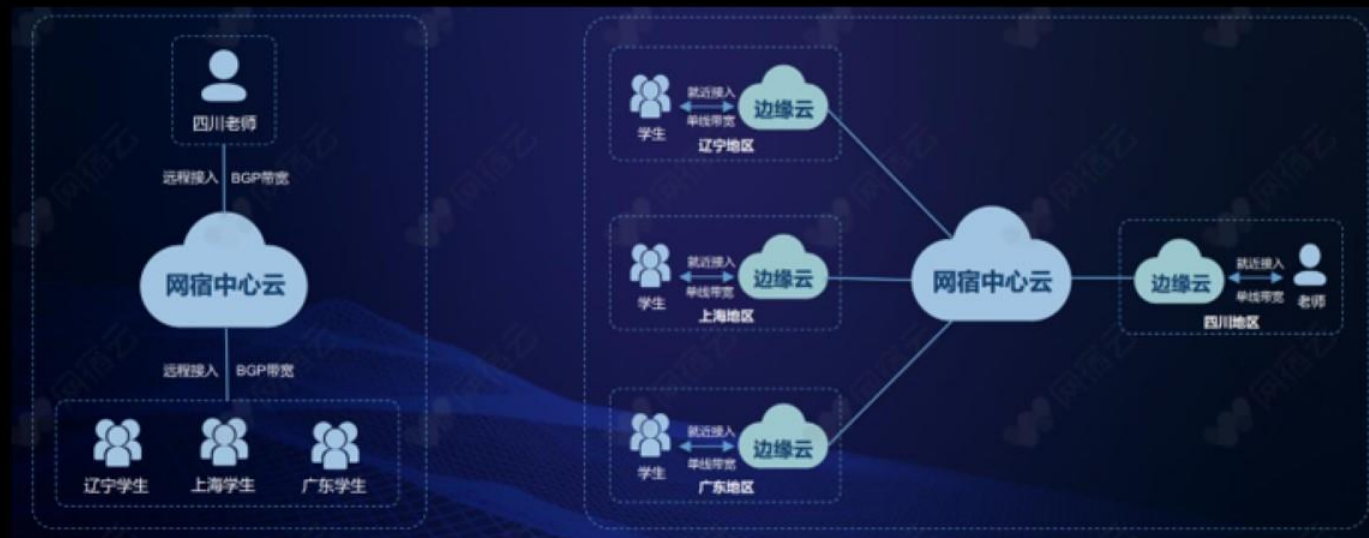 四川老师
远程接入 BGP带宽
网宿中心云
远程接入 BGP带宽
辽宁学生 上海学生 广东学生
就近接入
边缘云
学生
单线带宽
辽宁地区
就近接入
边缘云
学生
单线带宽
上海地区
就近接入
边缘云
学生
单线带宽
广东地区
网宿中心云
就近接入
边缘云
单线带宽
老师
四川地区
网宿云